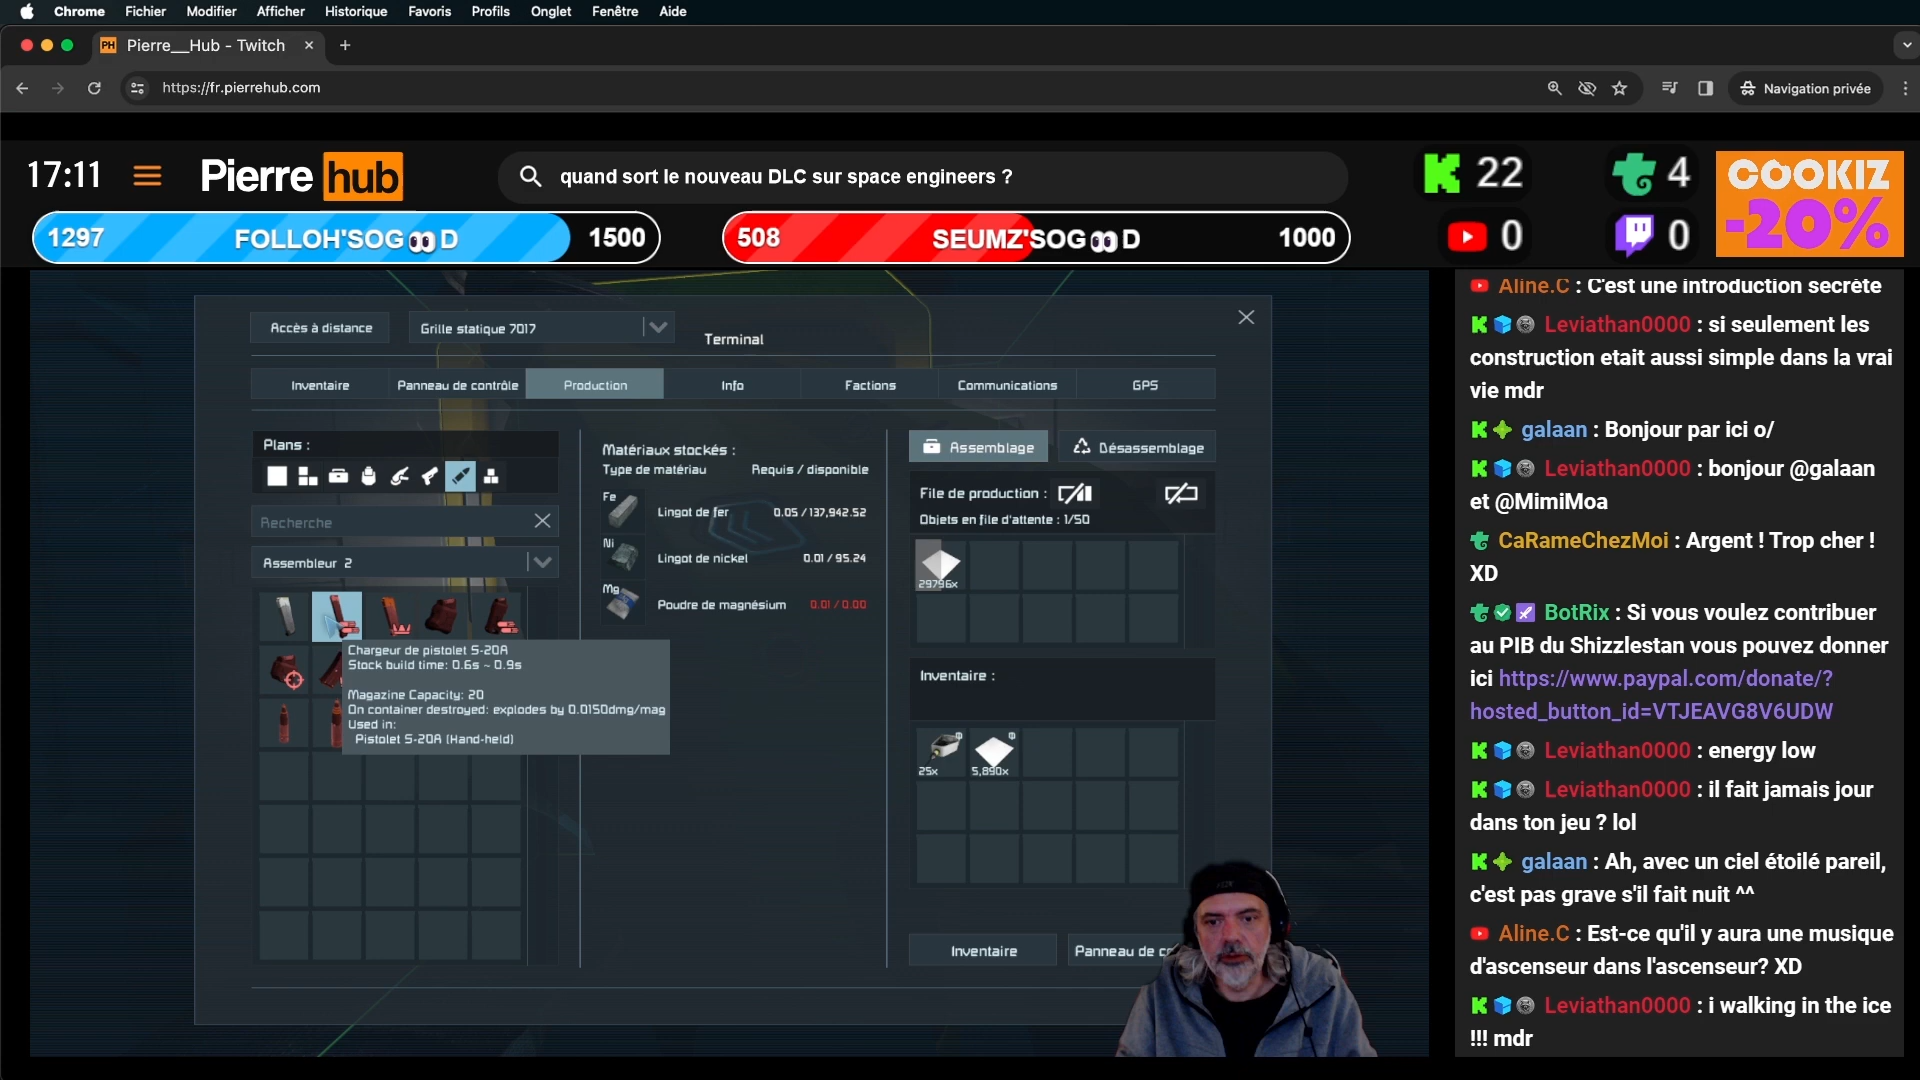 Chrome Fichier Modifier Afficher Historique Favoris Profils Onglet Fenêtre Aide
PH Pierre__Hub - Twitch
https://fr.pierrehub.com
Navigation privée
17:11
Pierre hub
quand sort le nouveau DLC sur space engineers ?
22
4
COOKIZ
-20%
1297 FOLLOH'SOG👀D 1500
508 SEUMZ'SOG👀D 1000
0
0
Accès à distance
Grille statique 7017
Terminal
Inventaire
Panneau de contrôle
Production
Info
Factions
Communications
GPS
Plans :
Recherche
Assembleur 2
Chargeur de pistolet S-20A
Stock build time: 0.6s ~ 0.9s
Magazine Capacity: 20
On container destroyed: explodes by 0.0150dmg/mag
Used in:
Pistolet S-20A (Hand-held)
Matériaux stockés :
Type de matériau Requis / disponible
Fe
Lingot de fer 0.05 / 137,942.52
Ni
Lingot de nickel 0.01 / 95.24
Mg
Poudre de magnésium 0.01 / 0.00
Assemblage
Désassemblage
File de production :
Objets en file d'attente : 1/50
29796x
Inventaire :
25x
5,890x
Inventaire
Panneau de co
Aline.C : C'est une introduction secrète
Leviathan0000 : si seulement les
construction etait aussi simple dans la vrai
vie mdr
galaan : Bonjour par ici o/
Leviathan0000 : bonjour @galaan
et @MimiMoa
CaRameChezMoi : Argent ! Trop cher !
XD
BotRix : Si vous voulez contribuer
au PIB du Shizzlestan vous pouvez donner
ici https://www.paypal.com/donate/?
hosted_button_id=VTJEAVG8V6UDW
Leviathan0000 : energy low
Leviathan0000 : il fait jamais jour
dans ton jeu ? lol
galaan : Ah, avec un ciel étoilé pareil,
c'est pas grave s'il fait nuit ^^
Aline.C : Est-ce qu'il y aura une musique
d'ascenseur dans l'ascenseur? XD
Leviathan0000 : i walking in the ice
!!! mdr